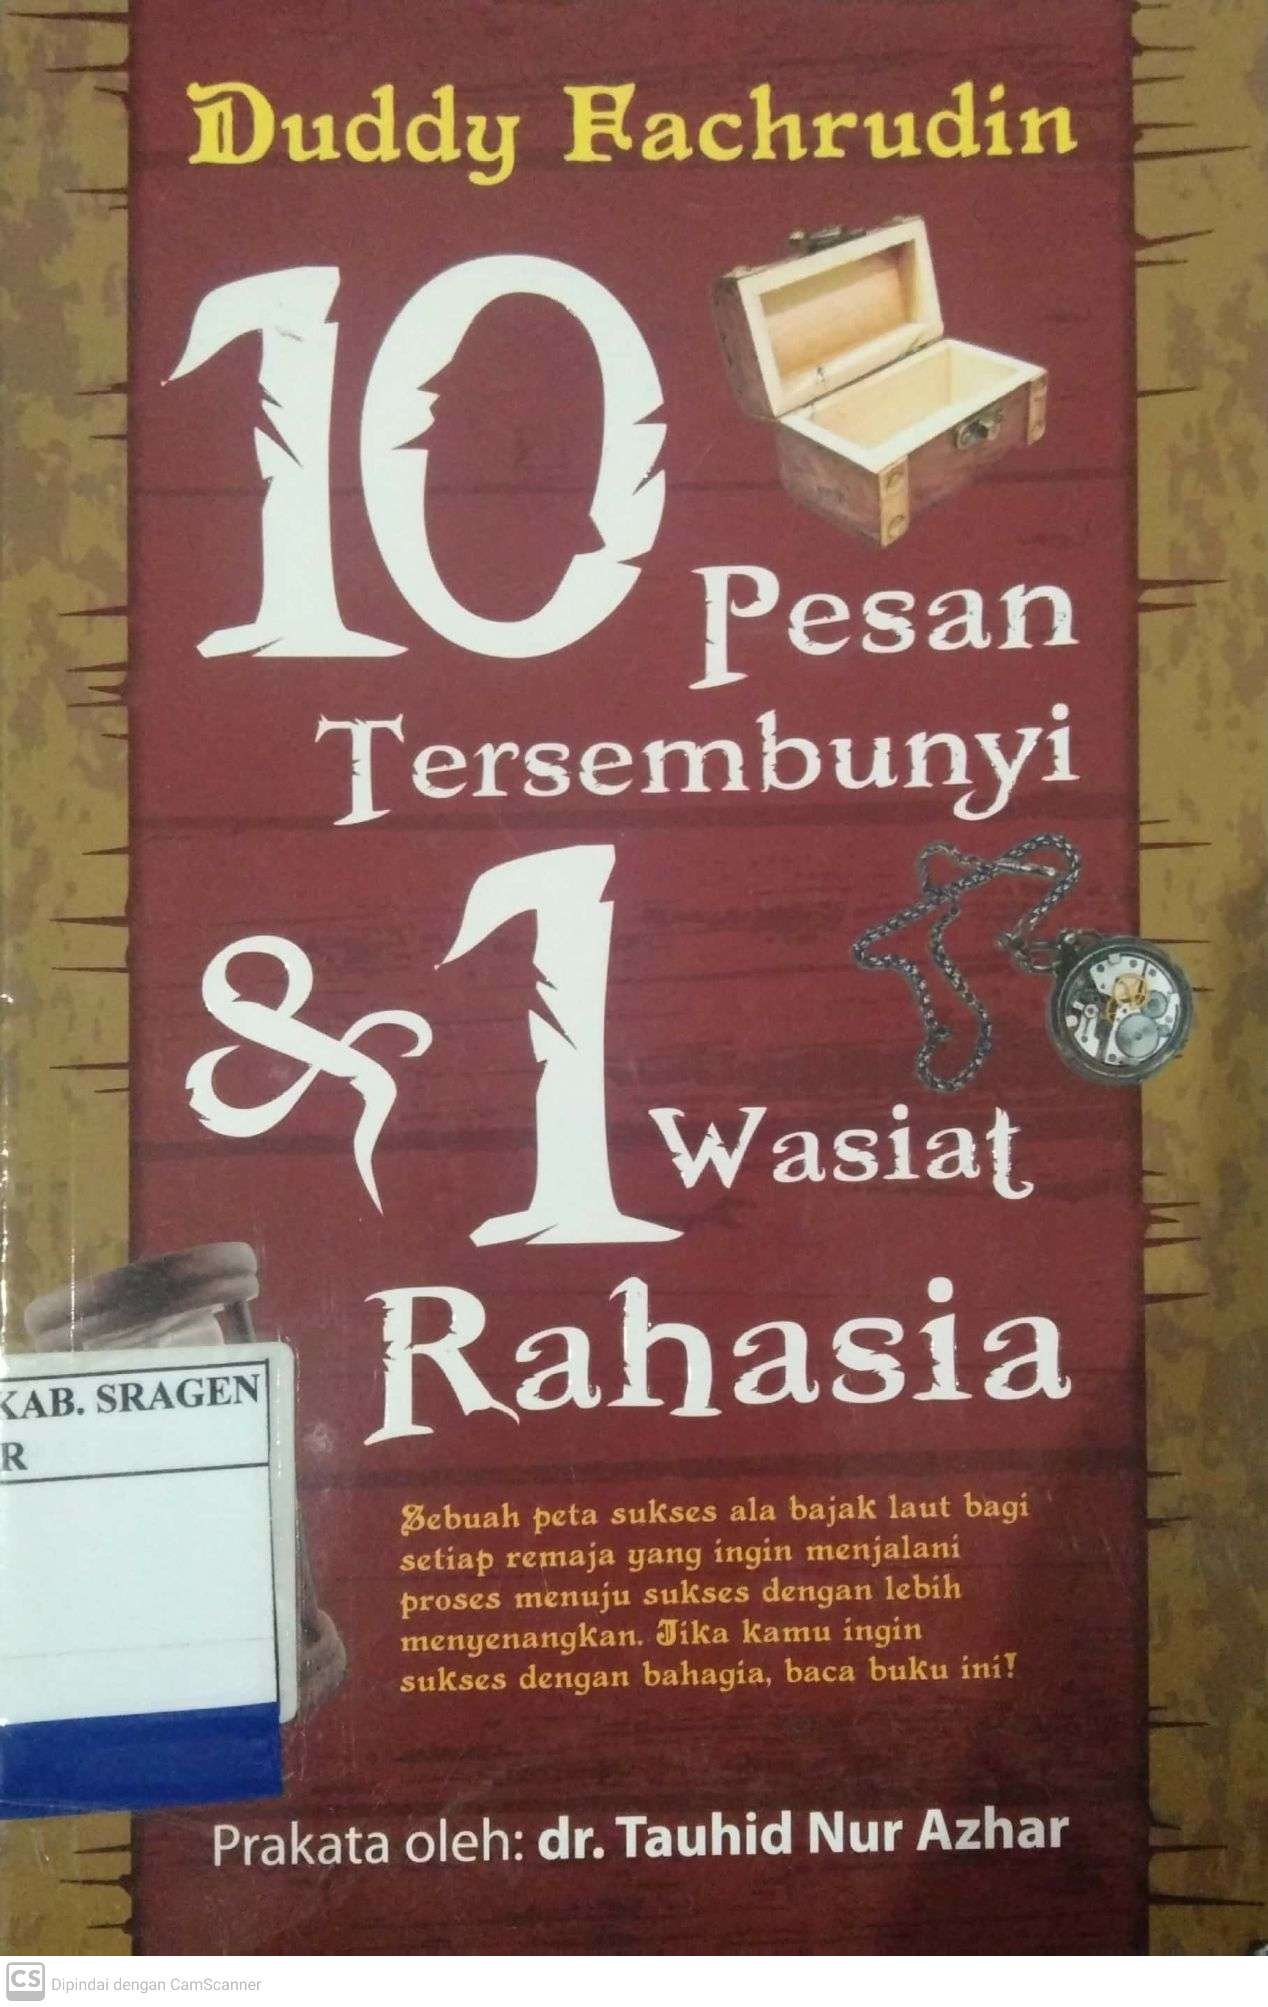 Duddy Fachrudin
10 Pesan
Tersembunyi
& 1 Wasiat
Rahasia
KAB. SRAGEN
R
Sebuah peta sukses ala bajak laut bagi
setiap remaja yang ingin menjalani
proses menuju sukses dengan lebih
menyenangkan. Jika kamu ingin
sukses dengan bahagia, baca buku ini!
Prakata oleh: dr. Tauhid Nur Azhar
CS Dipindai dengan CamScanner